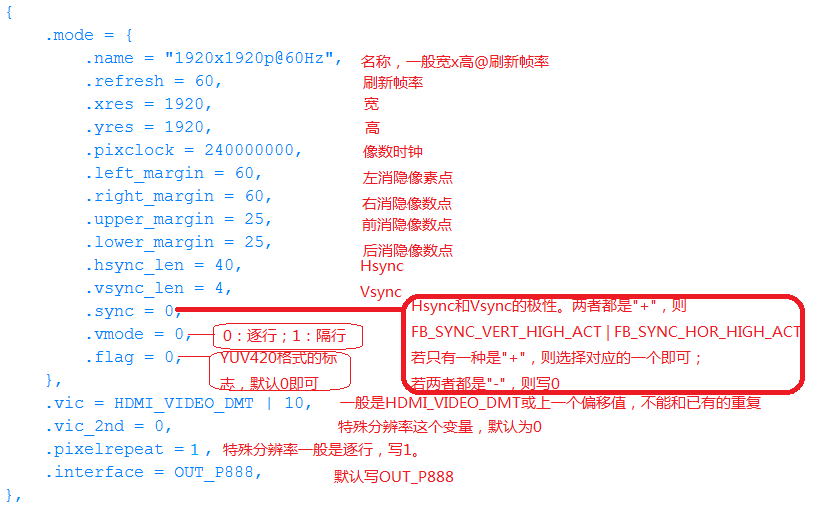 {
.mode = {
.name = "1920x1920p@60Hz", 名称，一般宽x高@刷新帧率
.refresh = 60, 刷新帧率
.xres = 1920, 宽
.yres = 1920, 高
.pixclock = 240000000, 像数时钟
.left_margin = 60, 左消隐像素点
.right_margin = 60, 右消隐像数点
.upper_margin = 25, 前消隐像数点
.lower_margin = 25, 后消隐像数点
.hsync_len = 40, Hsync
.vsync_len = 4, Vsync
.sync = 0, Hsync和Vsync的极性。两者都是"+"，则
FB_SYNC_VERT_HIGH_ACT | FB_SYNC_HOR_HIGH_ACT
若只有一种是"+"，则选择对应的一个即可；
若两者都是"-"，则写0
.vmode = 0, 0：逐行；1：隔行
.flag = 0, YUV420格式的标
志，默认0即可
},
.vic = HDMI_VIDEO_DMT | 10, 一般是HDMI_VIDEO_DMT或上一个偏移值，不能和已有的重复
.vic_2nd = 0, 特殊分辨率这个变量，默认为0
.pixelrepeat = 1, 特殊分辨率一般是逐行，写1。
.interface = OUT_P888, 默认写OUT_P888
},